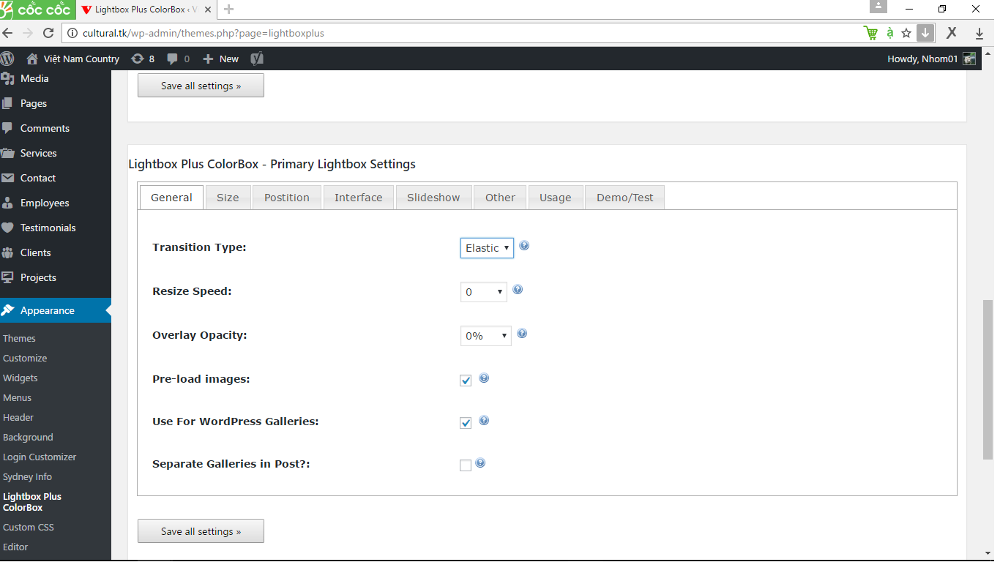 cốc cốc
Lightbox Plus ColorBox ‹ V
cultural.tk/wp-admin/themes.php?page=lightboxplus
à
X
Việt Nam Country
8
0
New
Howdy, Nhom01
Media
Pages
Comments
Services
Contact
Employees
Testimonials
Clients
Projects
Appearance
Themes
Customize
Widgets
Menus
Header
Background
Login Customizer
Sydney Info
Lightbox Plus
ColorBox
Custom CSS
Editor
Save all settings »
Lightbox Plus ColorBox - Primary Lightbox Settings
General
Size
Postition
Interface
Slideshow
Other
Usage
Demo/Test
Transition Type:
Elastic
Resize Speed:
0
Overlay Opacity:
0%
Pre-load images:
Use For WordPress Galleries:
Separate Galleries in Post?:
Save all settings »